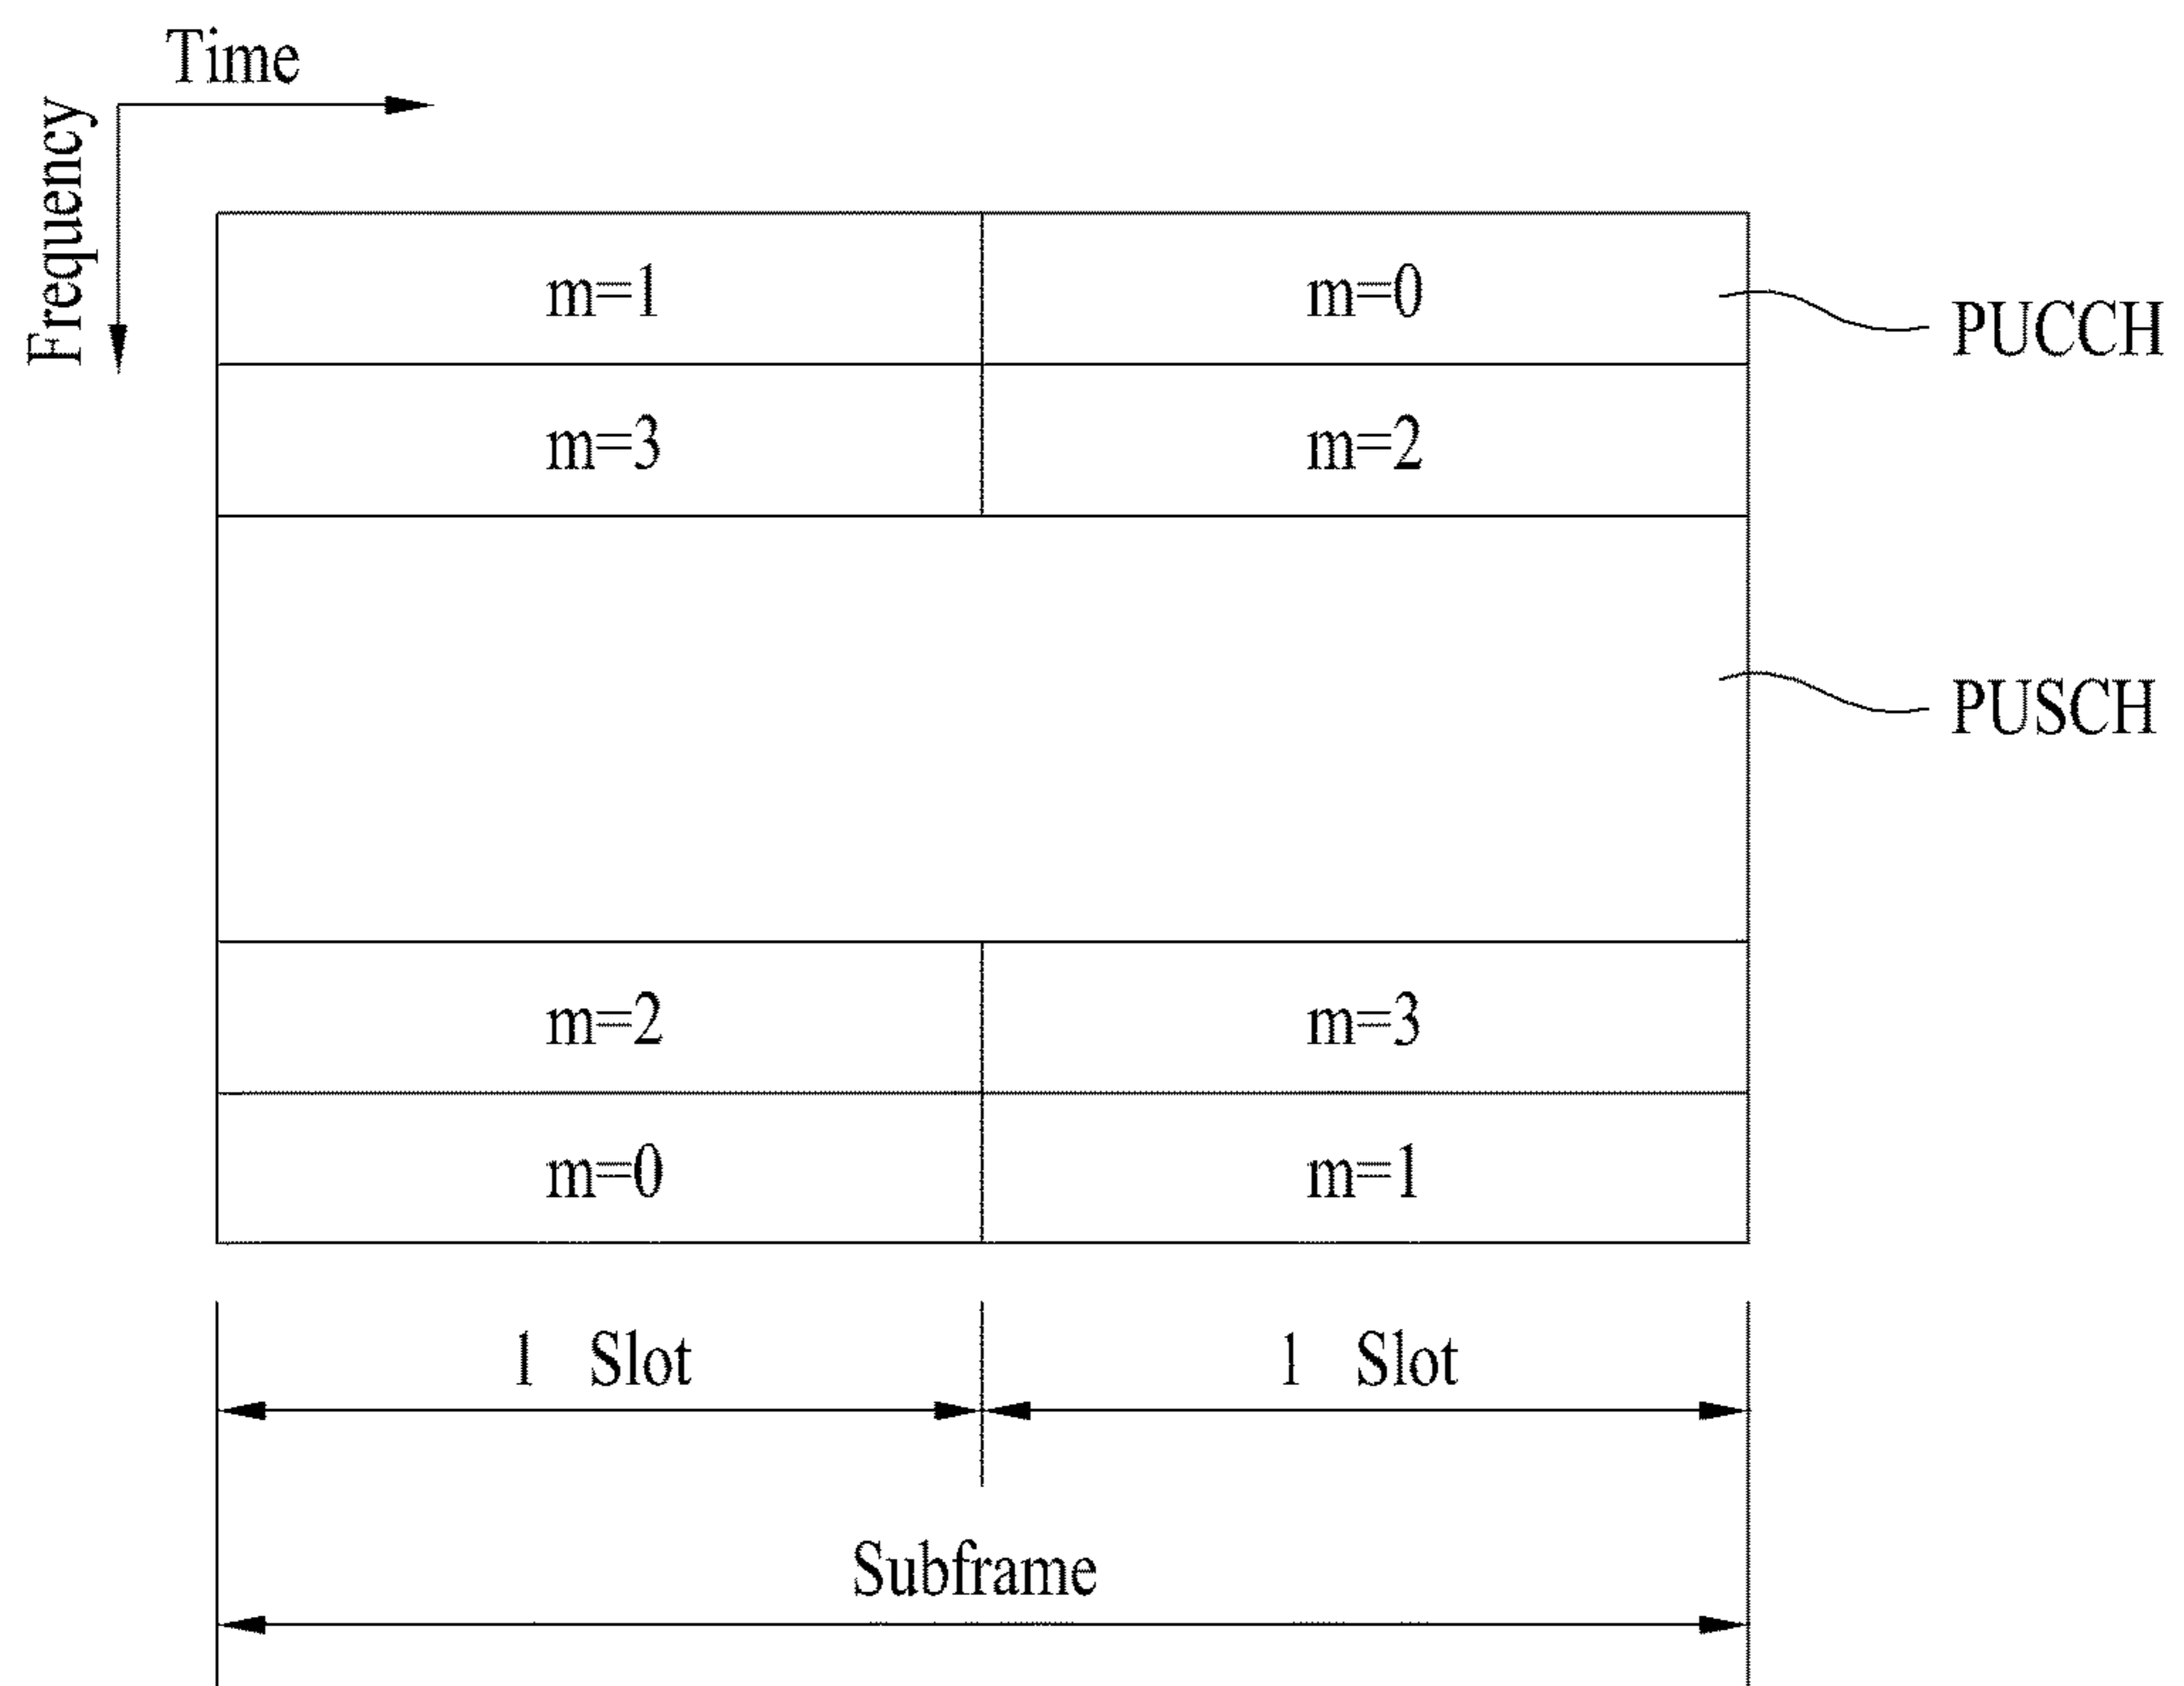 Time
Frequency
m=1 m=0
PUCCH
m=3 m=2
PUSCH
m=2 m=3
m=0 m=1
1 Slot 1 Slot
Subframe